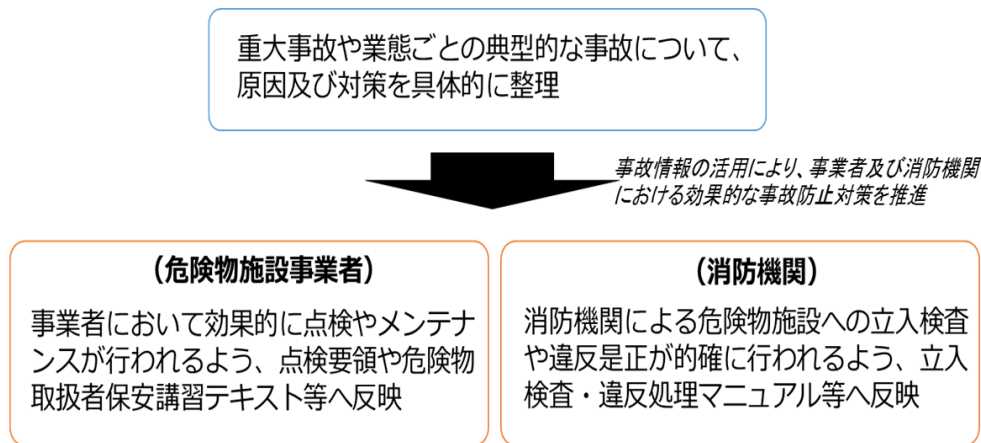 重大事故や業態ごとの典型的な事故について、
原因及び対策を具体的に整理
事故情報の活用により、事業者及び消防機関
における効果的な事故防止対策を推進
（危険物施設事業者）
事業者において効果的に点検やメンテナ
ンスが行われるよう、点検要領や危険物
取扱者保安講習テキスト等へ反映
（消防機関）
消防機関による危険物施設への立入検査
や違反是正が的確に行われるよう、立入
検査・違反処理マニュアル等へ反映